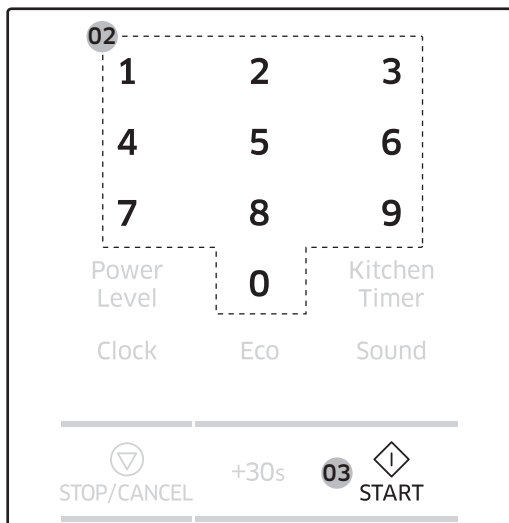 02
1 2 3
4 5 6
7 8 9
Power Level 0 Kitchen Timer
Clock Eco Sound
STOP/CANCEL +30s 03 START